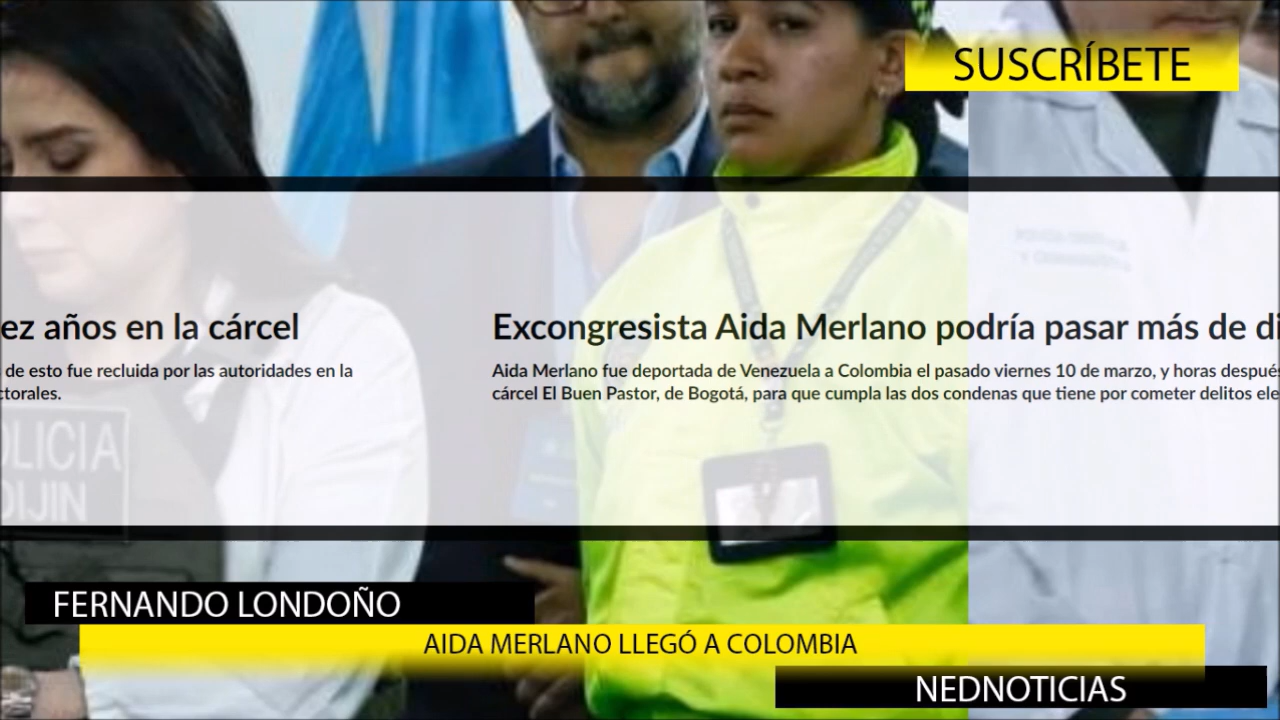 SUSCRÍBETE
ez años en la cárcel
de esto fue recluida por las autoridades en la
ctorales.
Excongresista Aida Merlano podría pasar más de di
Aida Merlano fue deportada de Venezuela a Colombia el pasado viernes 10 de marzo, y horas después
cárcel El Buen Pastor, de Bogotá, para que cumpla las dos condenas que tiene por cometer delitos ele
OLICIA
DIJIN
FERNANDO LONDOÑO
AIDA MERLANO LLEGÓ A COLOMBIA
NEDNOTICIAS